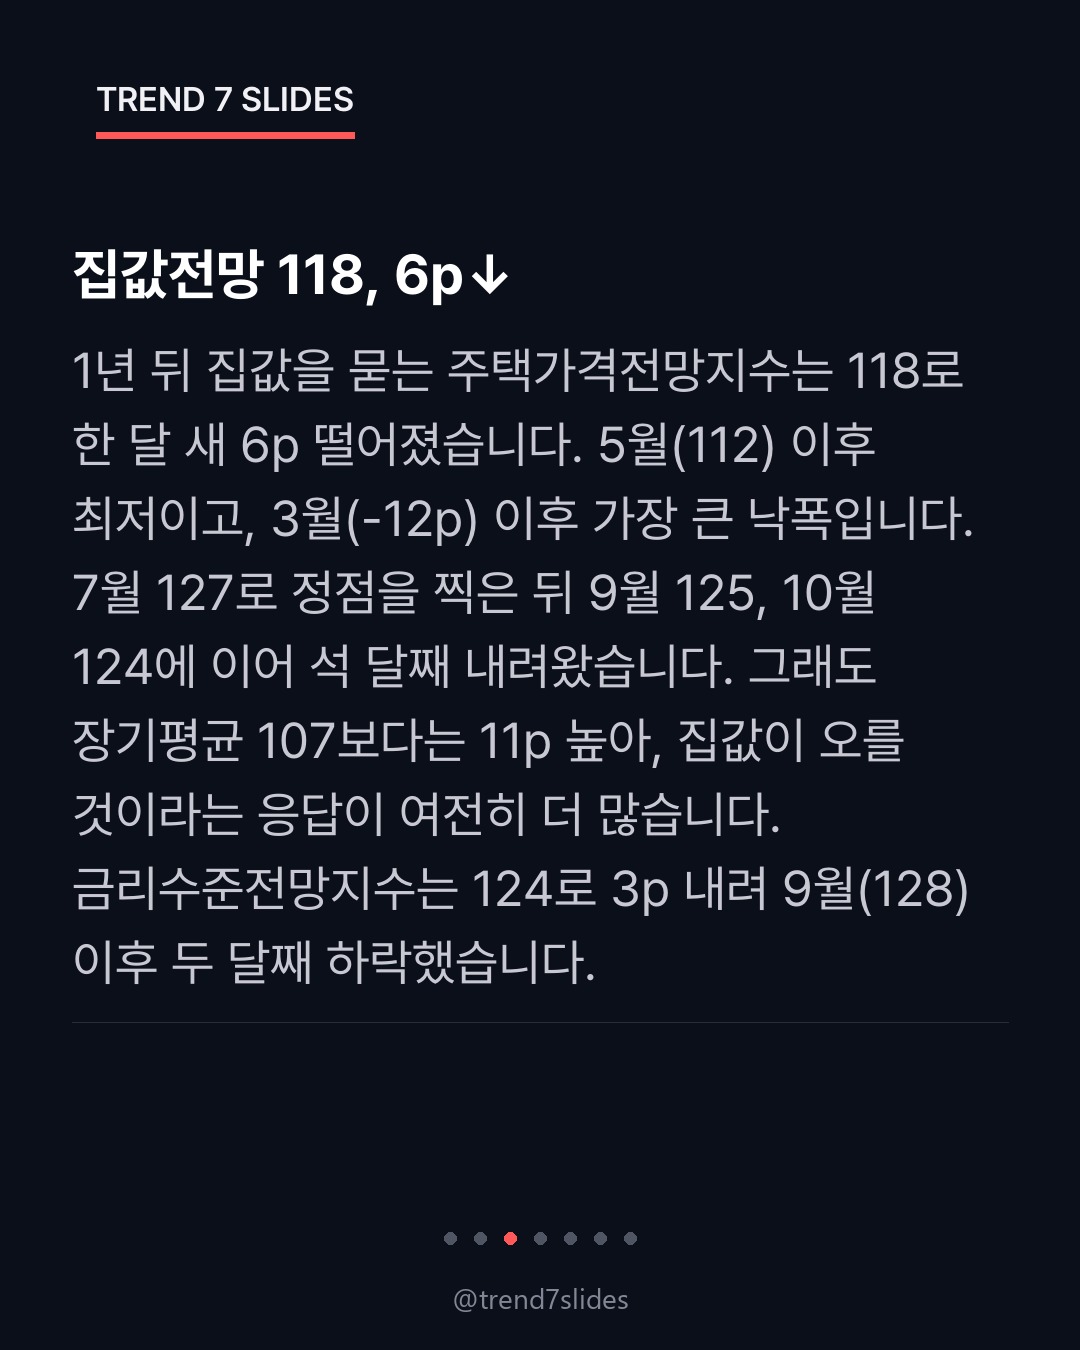 TREND 7 SLIDES
집값전망 118, 6p↓
1년 뒤 집값을 묻는 주택가격전망지수는 118로
한 달 새 6p 떨어졌습니다. 5월(112) 이후
최저이고, 3월(-12p) 이후 가장 큰 낙폭입니다.
7월 127로 정점을 찍은 뒤 9월 125, 10월
124에 이어 석 달째 내려왔습니다. 그래도
장기평균 107보다는 11p 높아, 집값이 오를
것이라는 응답이 여전히 더 많습니다.
금리수준전망지수는 124로 3p 내려 9월(128)
이후 두 달째 하락했습니다.
@trend7slides